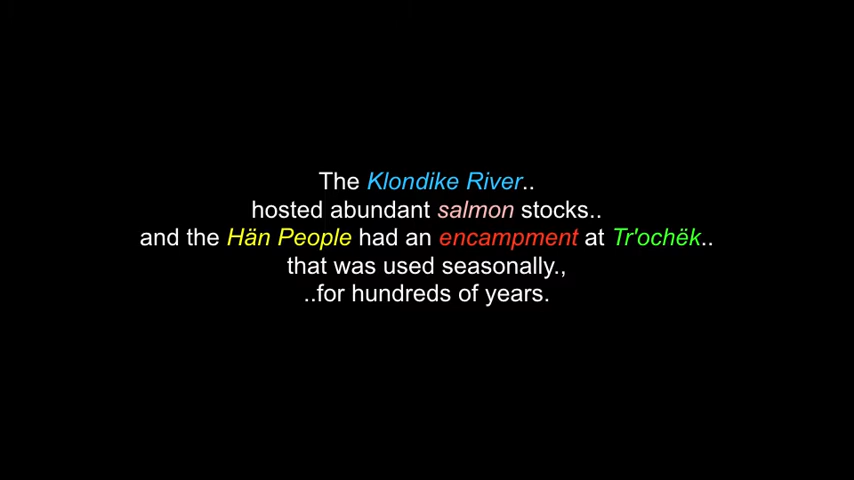 The Klondike River..
hosted abundant salmon stocks..
and the Hän People had an encampment at Tr'ochëk..
that was used seasonally.,
..for hundreds of years.